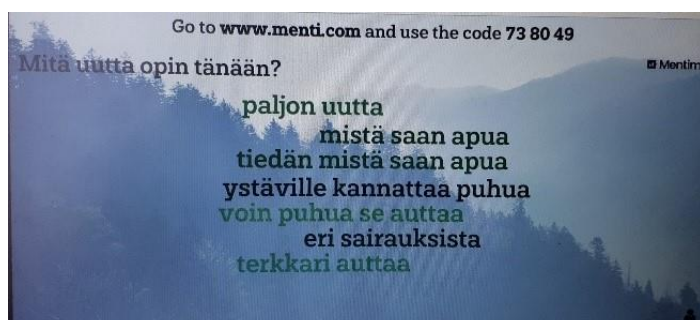 Go to www.menti.com and use the code 73 80 49
Mitä uutta opin tänään?
Mentim
paljon uutta
mistä saan apua
tiedän mistä saan apua
ystäville kannattaa puhua
voin puhua se auttaa
eri sairauksista
terkkari auttaa